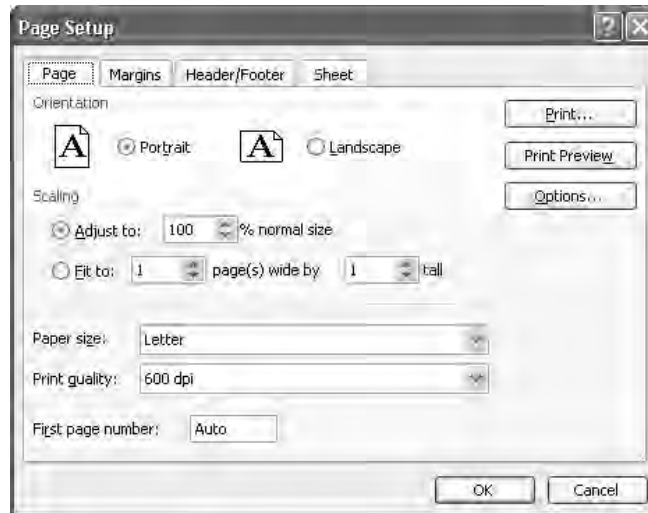 Page Setup
Page Margins Header/Footer Sheet
Orientation
A Portrait A Landscape
Print...
Print Preview
Options...
Scaling
Adjust to: 100 % normal size
Fit to: 1 page(s) wide by 1 tall
Paper size: Letter
Print quality: 600 dpi
First page number: Auto
OK Cancel